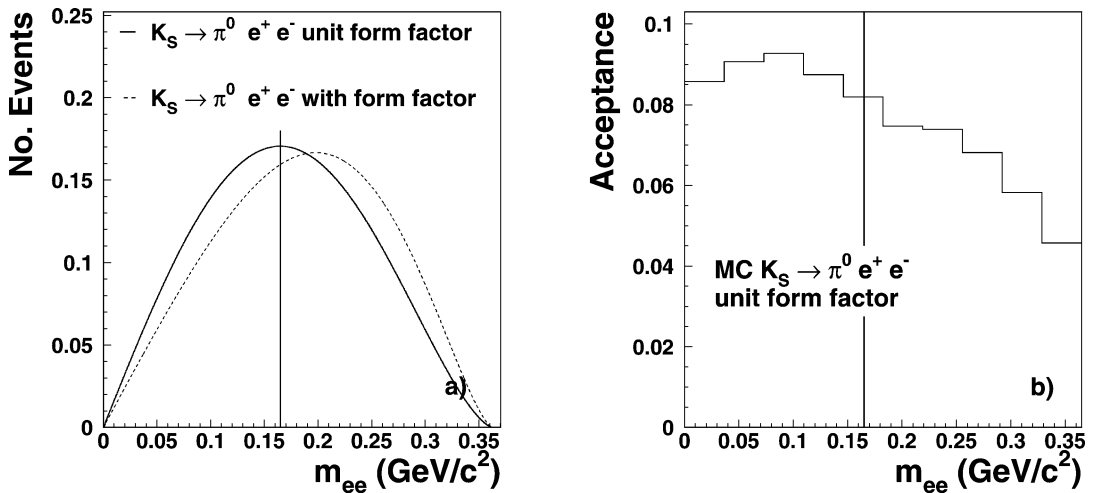 No. Events
0.25
0.2
0.15
0.1
0.05
0
K_S → π^0 e^+ e^- unit form factor
K_S → π^0 e^+ e^- with form factor
a)
0 0.05 0.1 0.15 0.2 0.25 0.3 0.35
m_ee (GeV/c^2)
Acceptance
0.1
0.08
0.06
0.04
0.02
0
MC K_S → π^0 e^+ e^-
unit form factor
b)
0 0.05 0.1 0.15 0.2 0.25 0.3 0.35
m_ee (GeV/c^2)